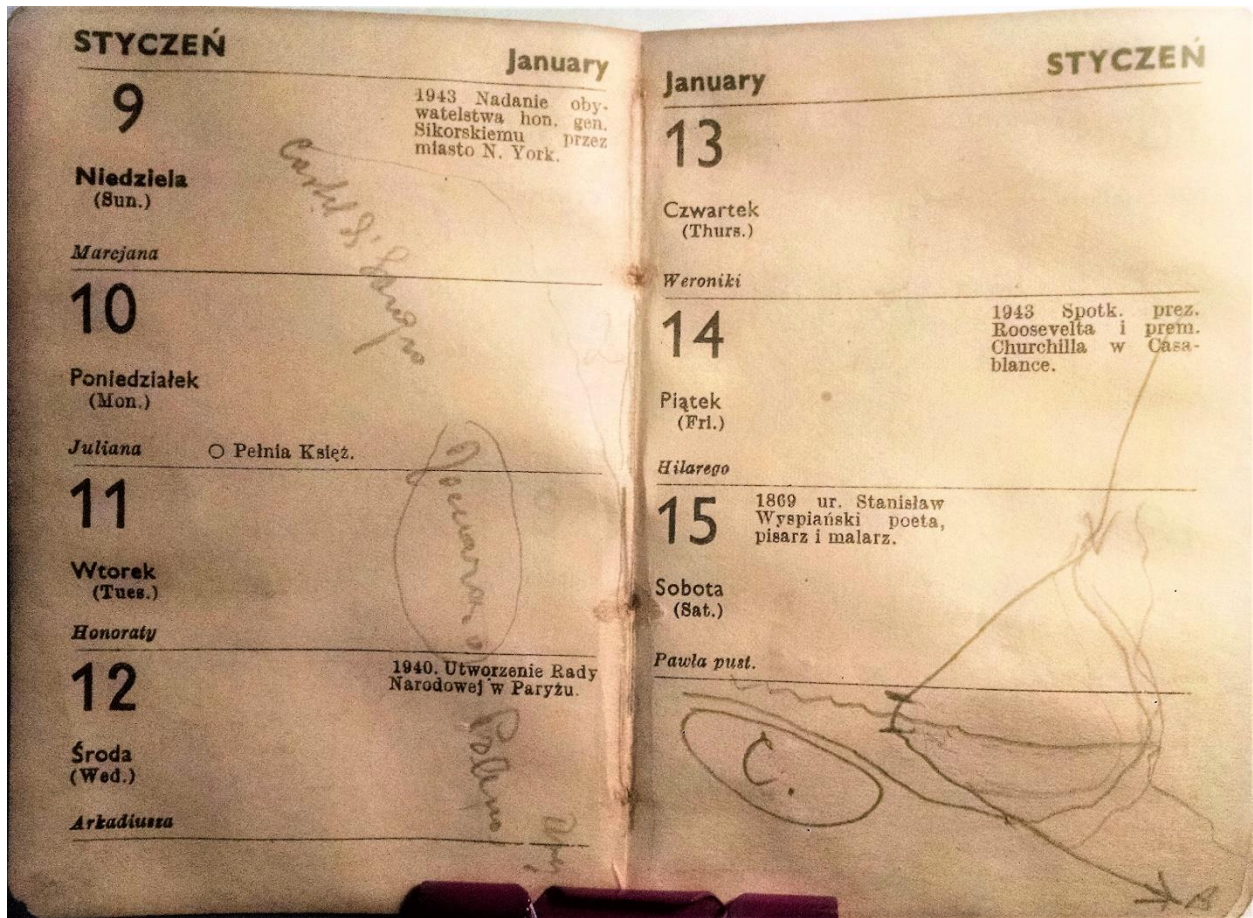 STYCZEŃ
January
9
1943 Nadanie oby-
watelstwa hon. gen.
Sikorskiemu przez
miasto N. York.
Niedziela
(Sun.)
Castel d'
Marcjana
10
Poniedziałek
(Mon.)
Juliana ○ Pełnia Księż.
11
Wtorek
(Tues.)
Honoraty
12
1940. Utworzenie Rady
Narodowej w Paryżu.
Środa
(Wed.)
Arkadiusza
January
STYCZEŃ
13
Czwartek
(Thurs.)
Weroniki
14
1943 Spotk. prez.
Roosevelta i prem.
Churchilla w Casa-
blance.
Piątek
(Fri.)
Hilarego
15
1869 ur. Stanisław
Wyspiański poeta,
pisarz i malarz.
Sobota
(Sat.)
Pawła pust.
C.